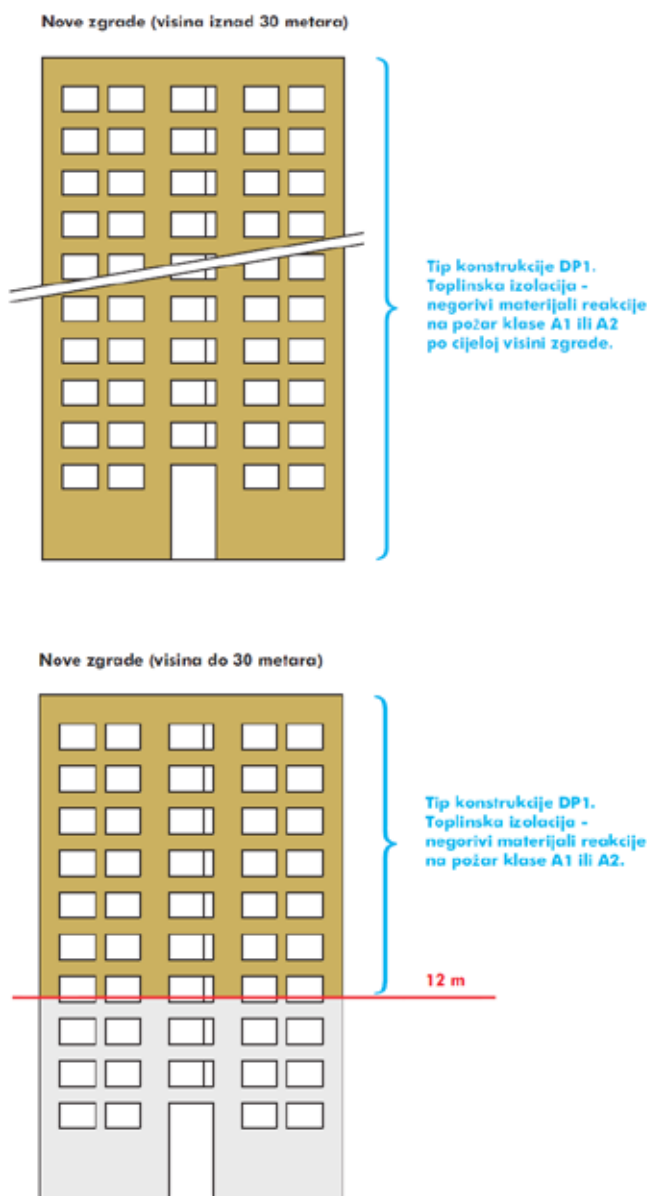 Nove zgrade (visina iznad 30 metara)
Tip konstrukcije DP1.
Toplinska izolacija -
negorivi materijali reakcije
na požar klase A1 ili A2
po cijeloj visini zgrade.
Nove zgrade (visina do 30 metara)
Tip konstrukcije DP1.
Toplinska izolacija -
negorivi materijali reakcije
na požar klase A1 ili A2.
12 m